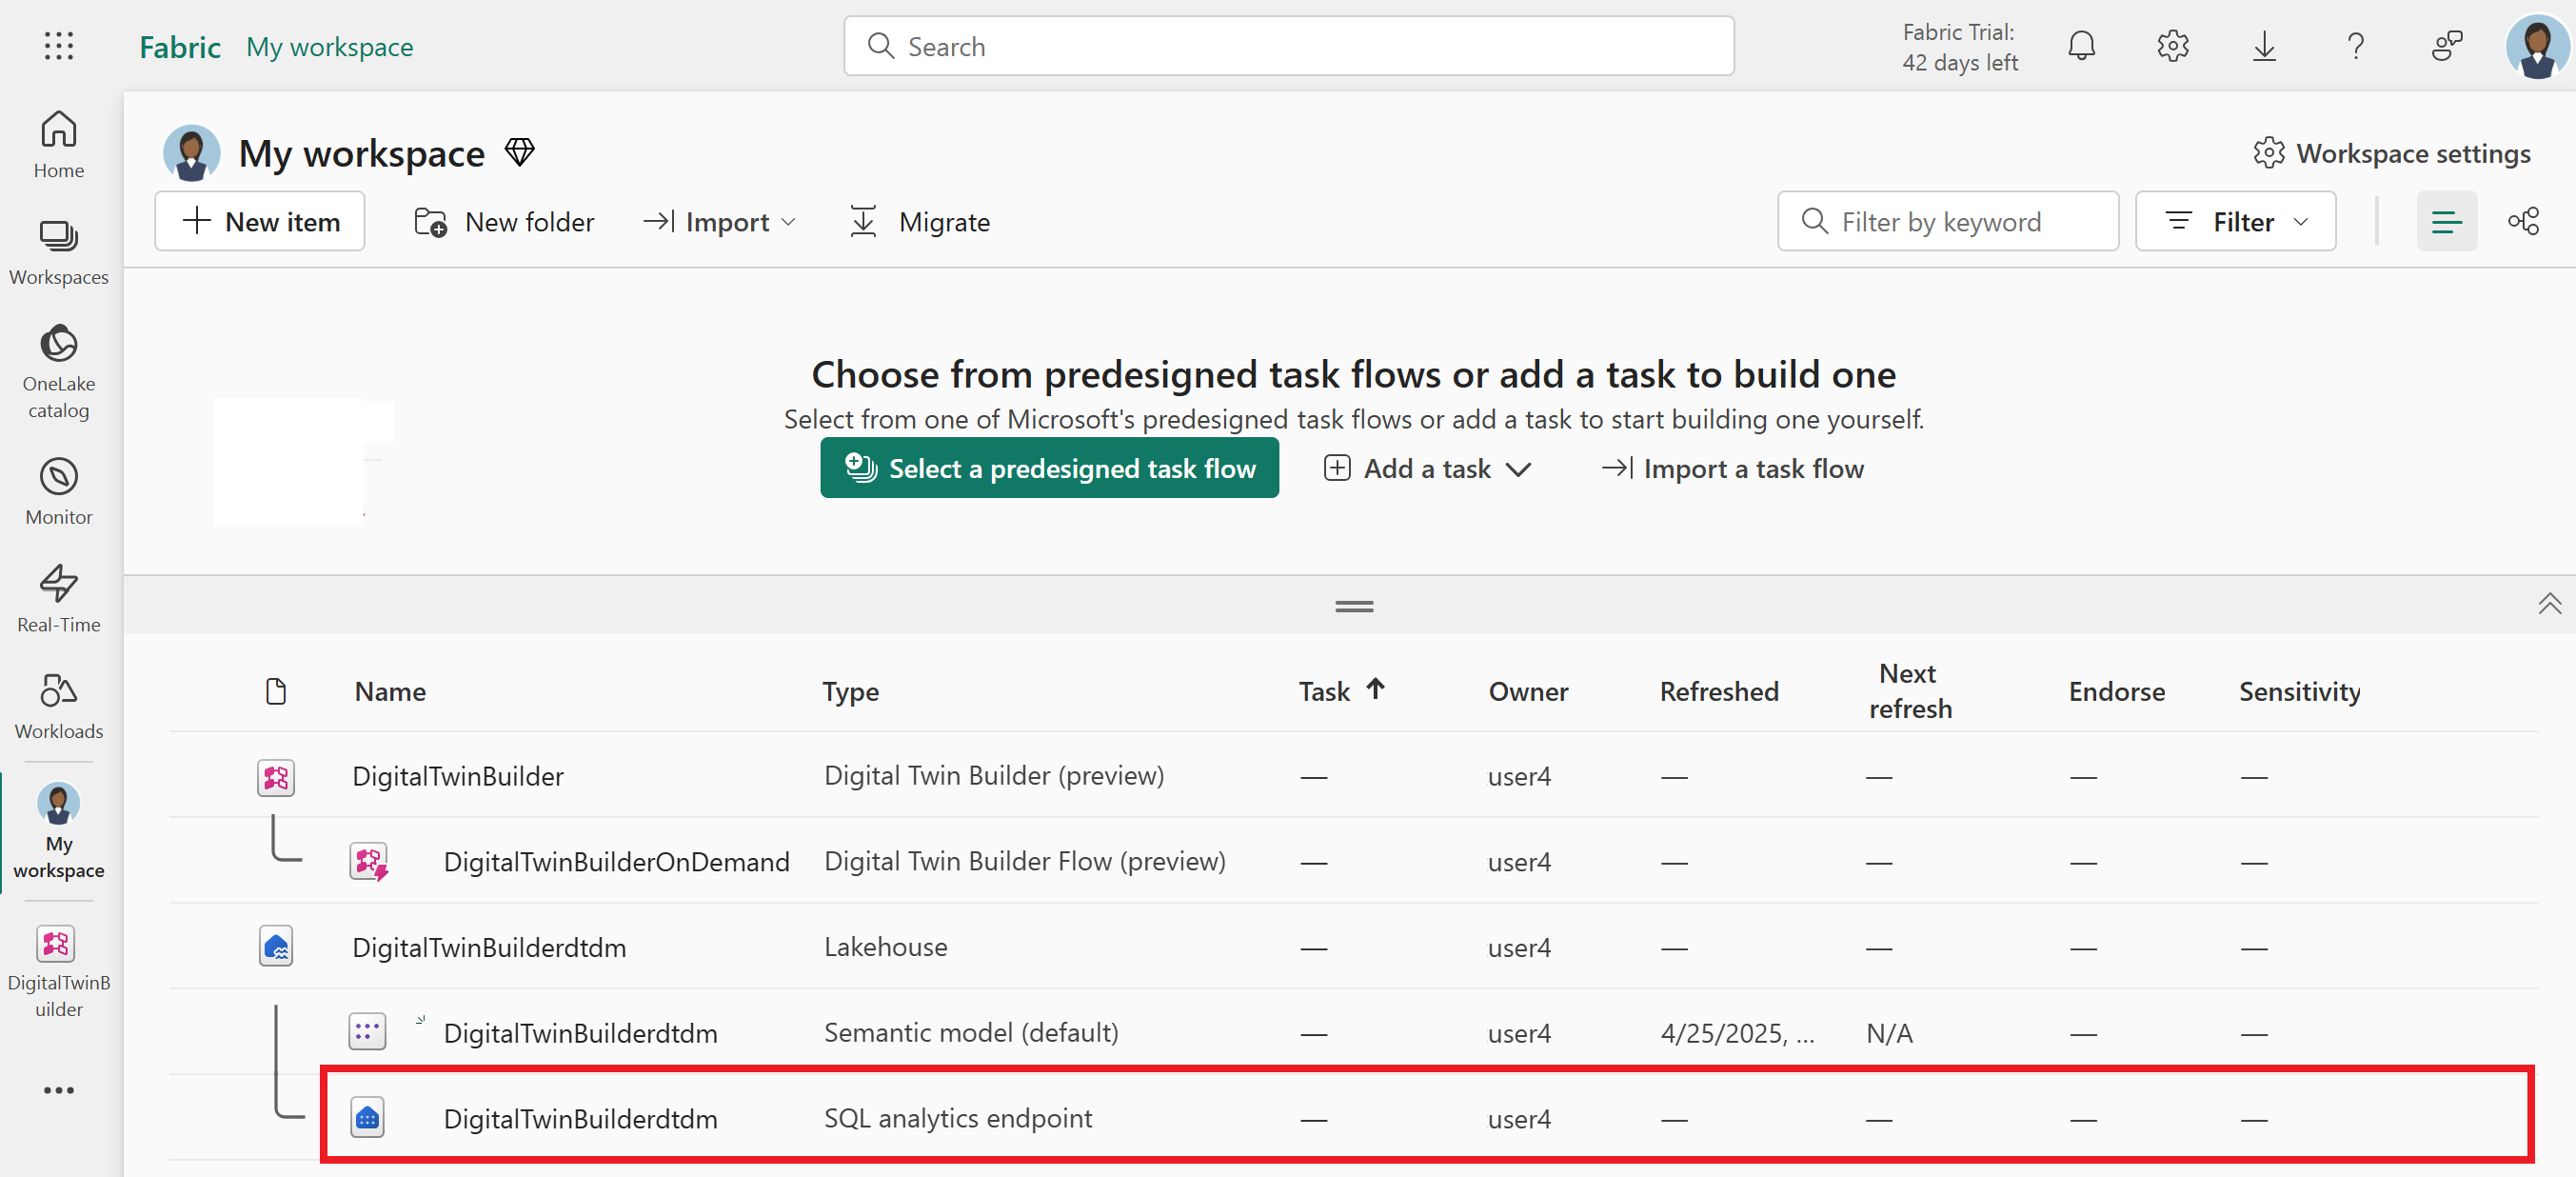 Fabric My workspace
Search
Fabric Trial:
42 days left
Home
Workspaces
OneLake
catalog
Monitor
Real-Time
Workloads
My
workspace
DigitalTwinB
uilder
My workspace
Workspace settings
New item
New folder
Import
Migrate
Filter by keyword
Filter
Choose from predesigned task flows or add a task to build one
Select from one of Microsoft's predesigned task flows or add a task to start building one yourself.
Select a predesigned task flow
Add a task
Import a task flow
Name Type Task Owner Refreshed Next refresh Endorse Sensitivity
DigitalTwinBuilder Digital Twin Builder (preview) — user4 — — — —
DigitalTwinBuilderOnDemand Digital Twin Builder Flow (preview) — user4 — — — —
DigitalTwinBuilderdtdm Lakehouse — user4 — — — —
DigitalTwinBuilderdtdm Semantic model (default) — user4 4/25/2025, ... N/A — —
DigitalTwinBuilderdtdm SQL analytics endpoint — user4 — — — —